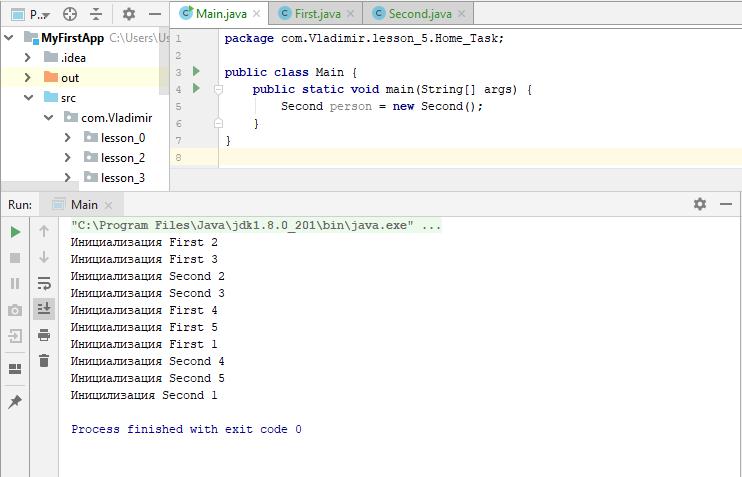 P...
Main.java
First.java
Second.java
MyFirstApp C:\Users\Us
.idea
out
src
com.Vladimir
lesson_0
lesson_2
lesson_3
1 package com.Vladimir.lesson_5.Home_Task;
2
3 public class Main {
4 public static void main(String[] args) {
5 Second person = new Second();
6 }
7 }
8
Run: Main
"C:\Program Files\Java\jdk1.8.0_201\bin\java.exe" ...
Инициализация First 2
Инициализация First 3
Инициализация Second 2
Инициализация Second 3
Инициализация First 4
Инициализация First 5
Инициализация First 1
Инициализация Second 4
Инициализация Second 5
Иницилизация Second 1
Process finished with exit code 0